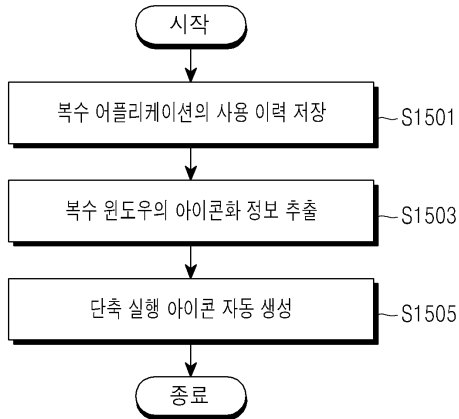 시작
복수 어플리케이션의 사용 이력 저장
S1501
복수 윈도우의 아이콘화 정보 추출
S1503
단축 실행 아이콘 자동 생성
S1505
종료